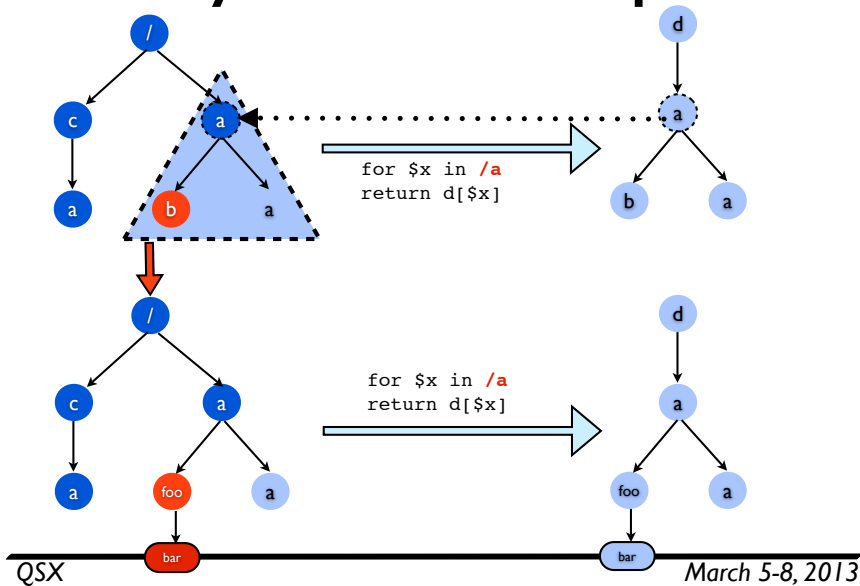 /
d
c
a
a
b
a
for $x in /a
return d[$x]
b
a
a
/
d
c
a
for $x in /a
return d[$x]
a
a
foo
a
foo
a
bar
bar
QSX
March 5-8, 2013